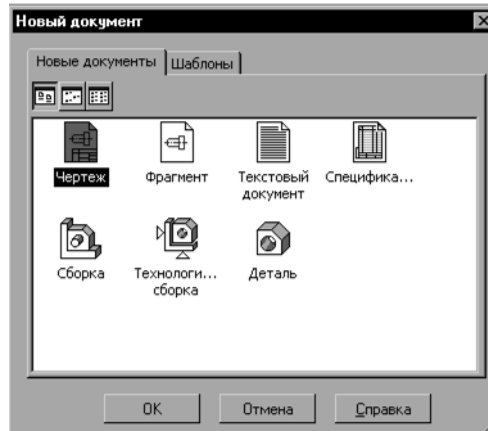 Новый документ
Новые документы Шаблоны
Чертеж Фрагмент Текстовый документ Специфика...
Сборка Технологи... сборка Деталь
OK Отмена Справка